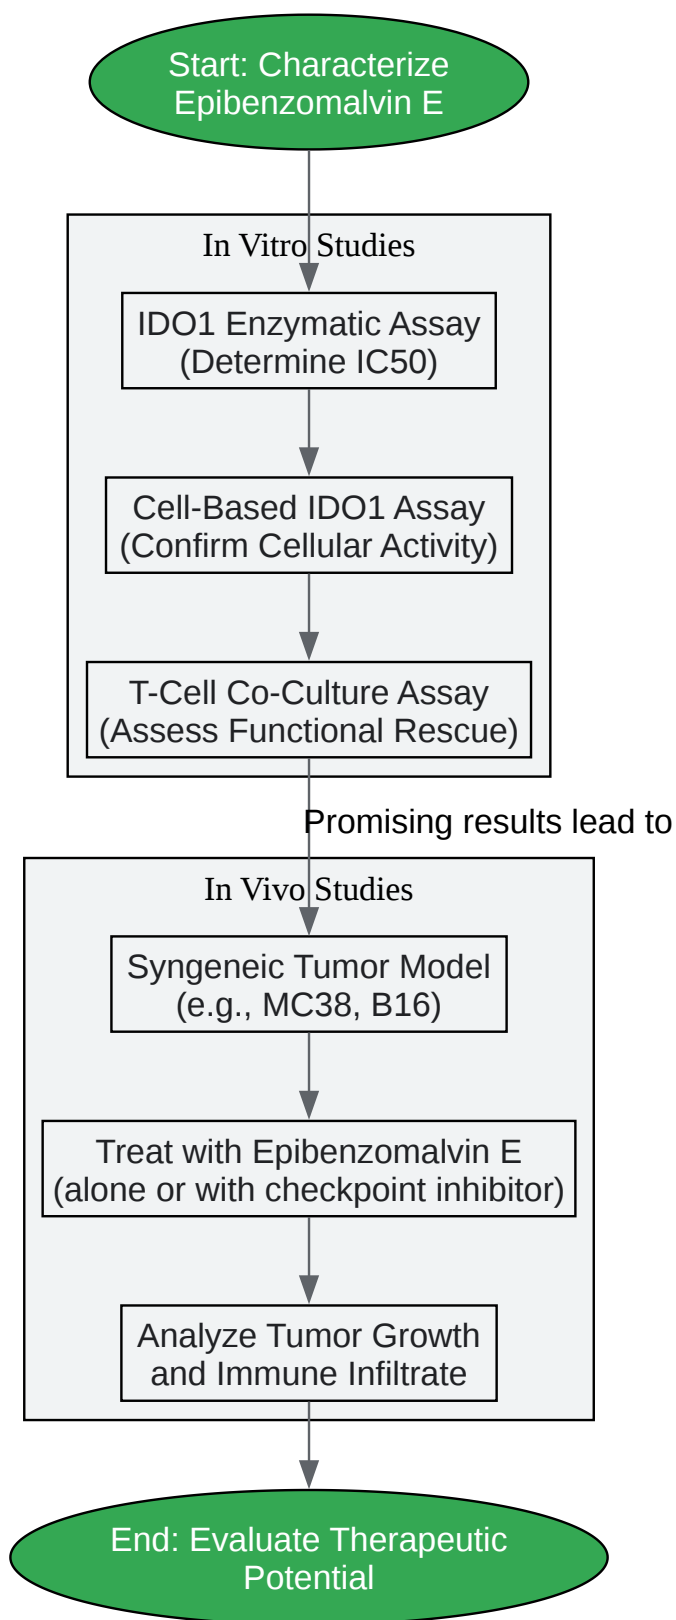 Start: Characterize
Epibenzomalvin E
In Vitro Studies
IDO1 Enzymatic Assay
(Determine IC50)
Cell-Based IDO1 Assay
(Confirm Cellular Activity)
T-Cell Co-Culture Assay
(Assess Functional Rescue)
Promising results lead to
In Vivo Studies
Syngeneic Tumor Model
(e.g., MC38, B16)
Treat with Epibenzomalvin E
(alone or with checkpoint inhibitor)
Analyze Tumor Growth
and Immune Infiltrate
End: Evaluate Therapeutic
Potential